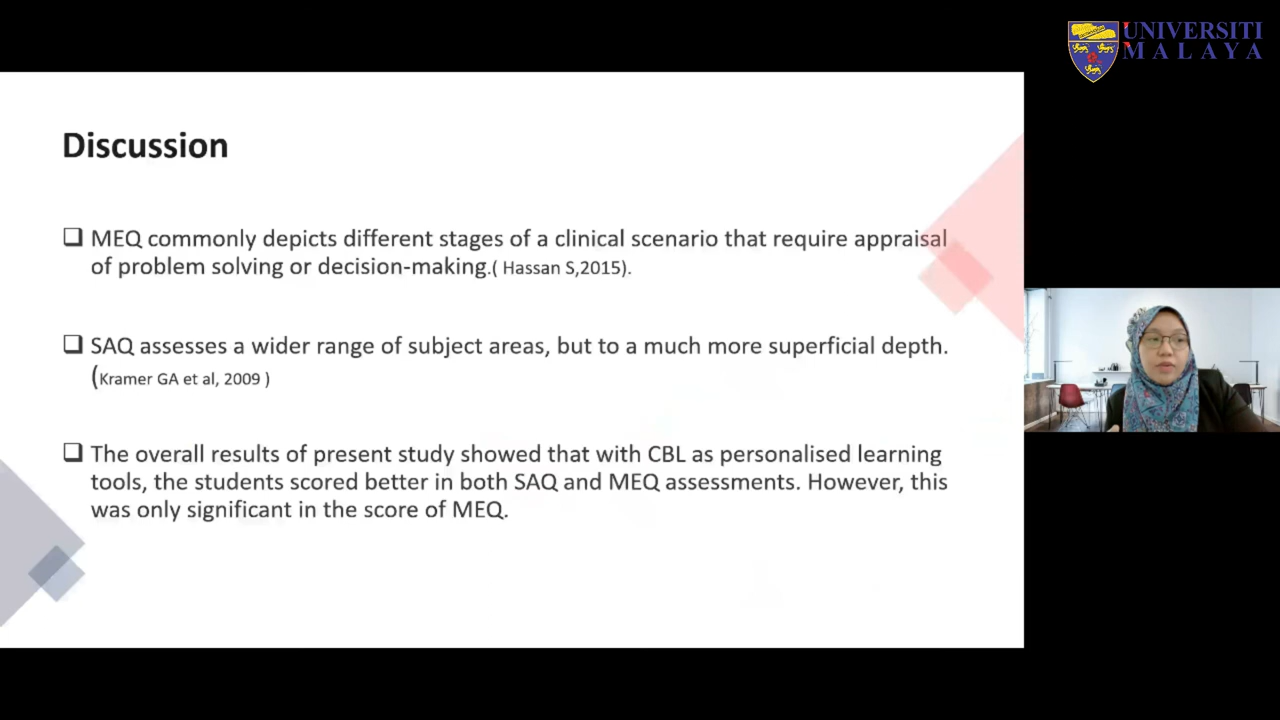 UNIVERSITI
MALAYA
Discussion
❑ MEQ commonly depicts different stages of a clinical scenario that require appraisal
of problem solving or decision-making.( Hassan S,2015).
❑ SAQ assesses a wider range of subject areas, but to a much more superficial depth.
(Kramer GA et al, 2009 )
❑ The overall results of present study showed that with CBL as personalised learning
tools, the students scored better in both SAQ and MEQ assessments. However, this
was only significant in the score of MEQ.